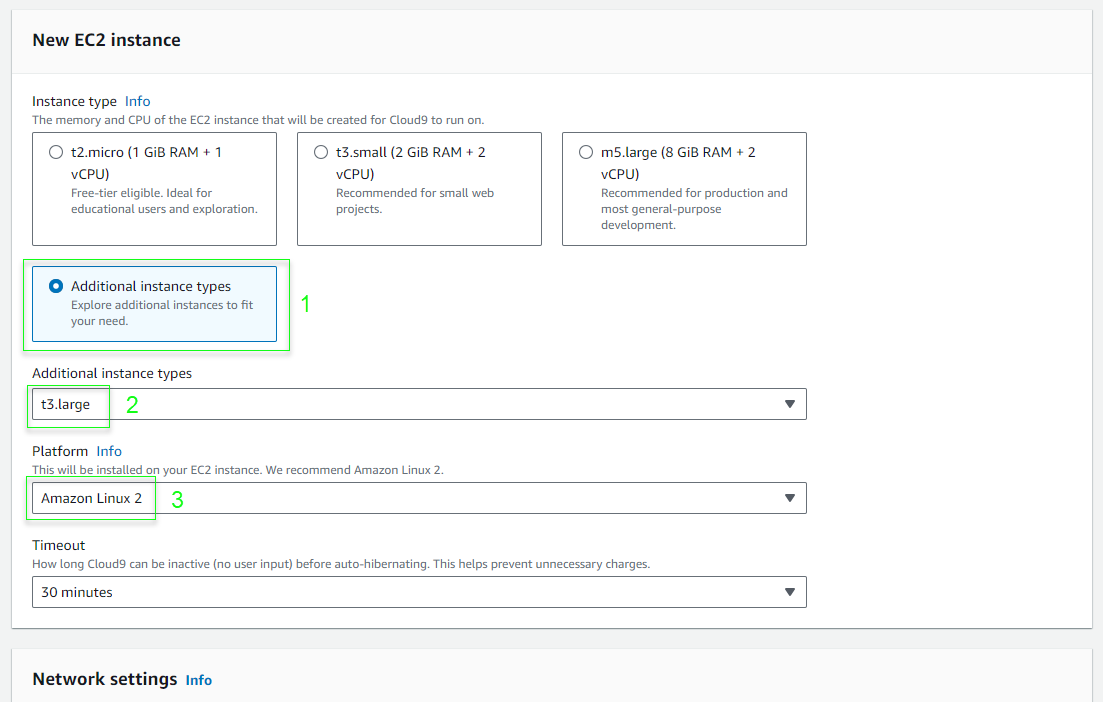 New EC2 instance
Instance type Info
The memory and CPU of the EC2 instance that will be created for Cloud9 to run on.
t2.micro (1 GiB RAM + 1
vCPU)
Free-tier eligible. Ideal for
educational users and exploration.
t3.small (2 GiB RAM + 2
vCPU)
Recommended for small web
projects.
m5.large (8 GiB RAM + 2
vCPU)
Recommended for production and
most general-purpose
development.
Additional instance types
Explore additional instances to fit
your need.
1
Additional instance types
t3.large 2
Platform Info
This will be installed on your EC2 instance. We recommend Amazon Linux 2.
Amazon Linux 2 3
Timeout
How long Cloud9 can be inactive (no user input) before auto-hibernating. This helps prevent unnecessary charges.
30 minutes
Network settings Info